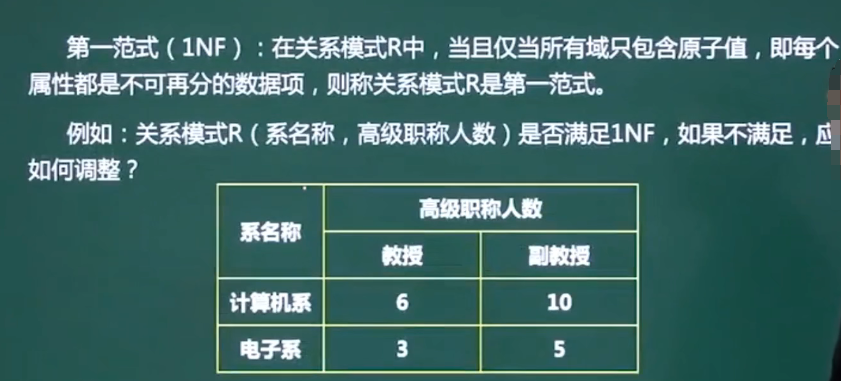 第一范式（1NF）：在关系模式R中，当且仅当所有域只包含原子值，即每个
属性都是不可再分的数据项，则称关系模式R是第一范式。
例如：关系模式R（系名称，高级职称人数）是否满足1NF，如果不满足，应
如何调整？
系名称 高级职称人数
教授 副教授
计算机系 6 10
电子系 3 5